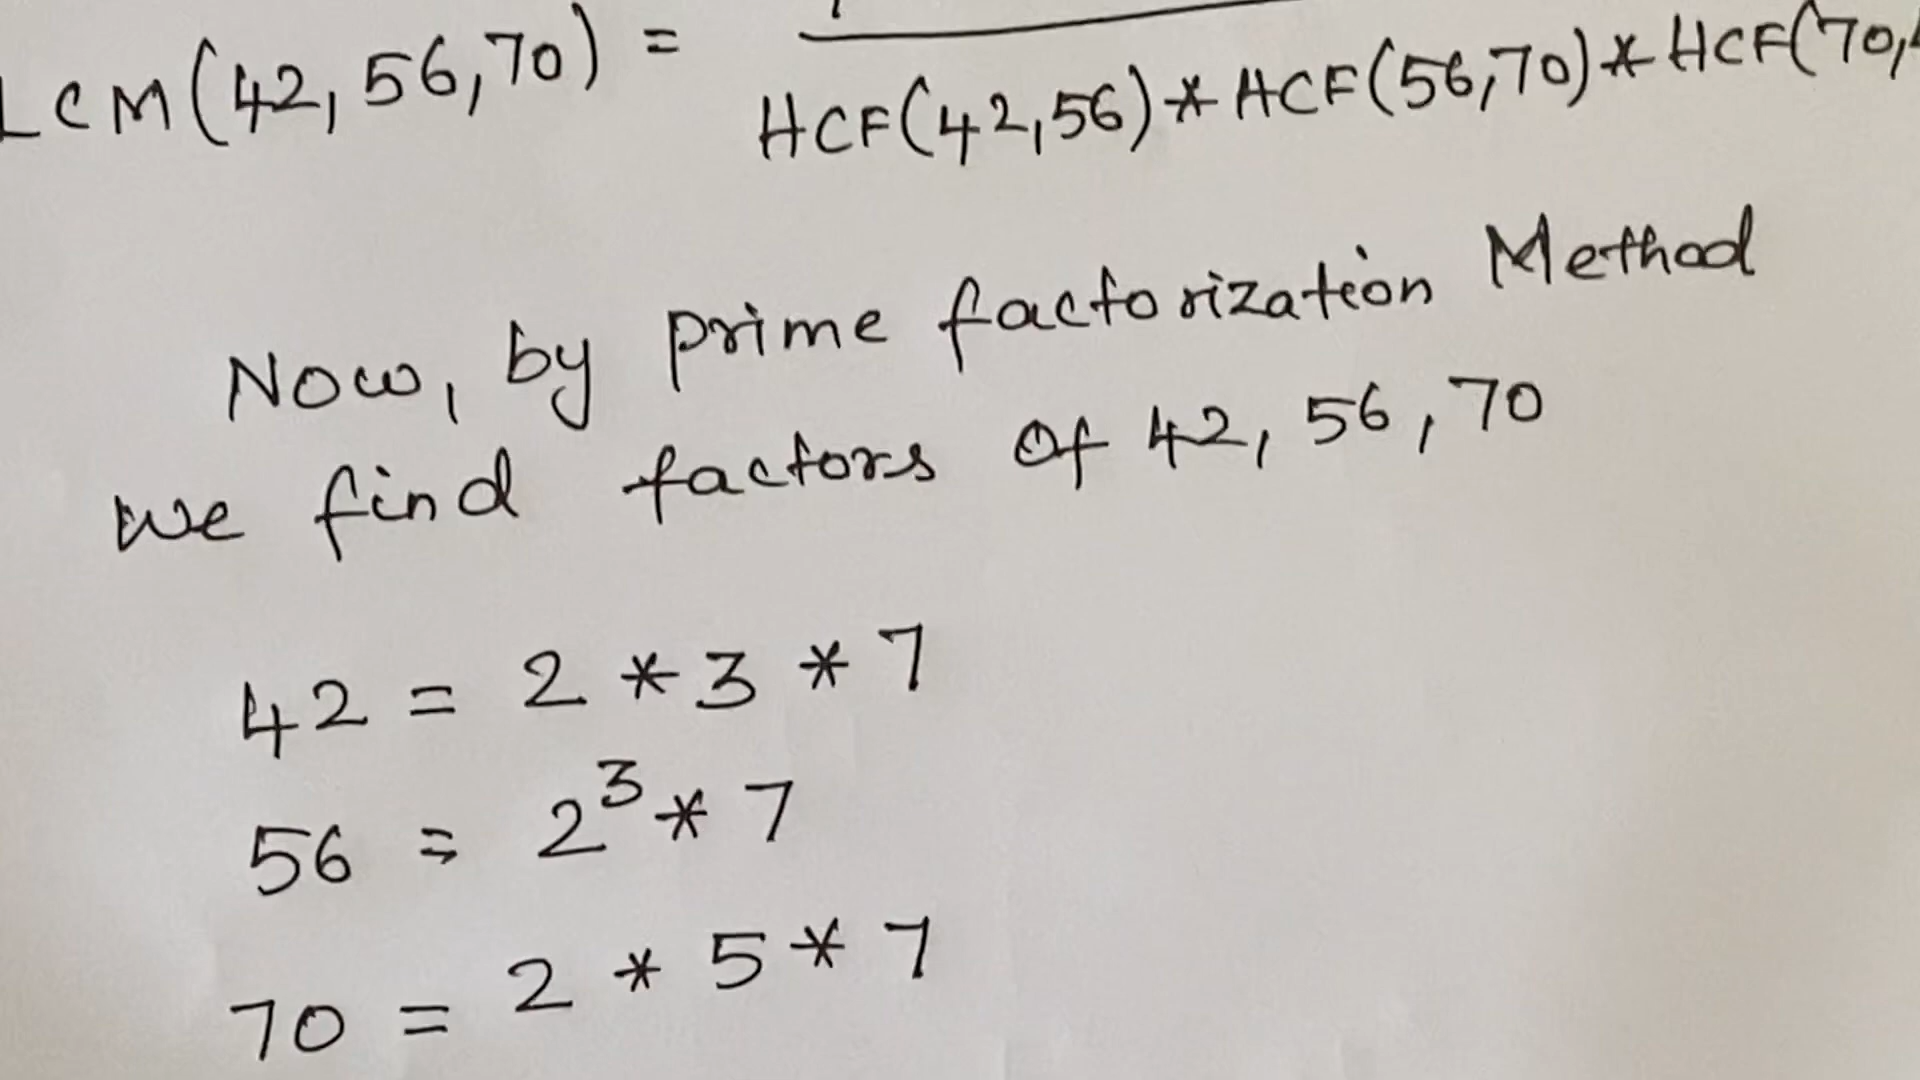 LCM(42,56,70) =
HCF(42,56)*HCF(56,70)*HCF(70,
Now, by prime factorization Method
we find factors of 42, 56, 70
42 = 2 * 3 * 7
56 = 2³ * 7
70 = 2 * 5 * 7